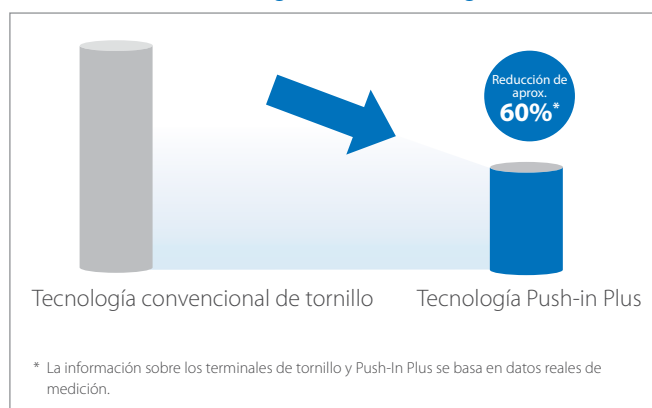 Reducción de
aprox.
60%*
Tecnología convencional de tornillo
Tecnología Push-in Plus
* La información sobre los terminales de tornillo y Push-In Plus se basa en datos reales de
medición.